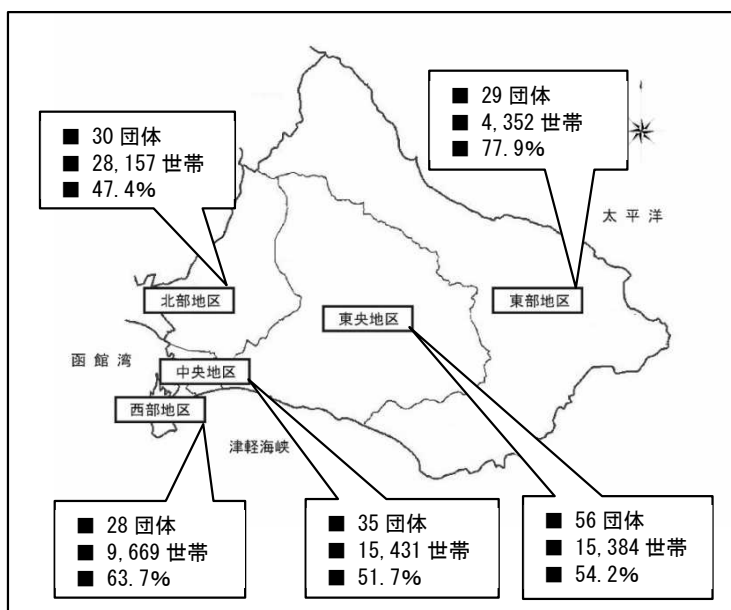 ■ 30 団体
■ 28,157 世帯
■ 47.4%
■ 29 団体
■ 4,352 世帯
■ 77.9%
太 平 洋
北部地区
東央地区
東部地区
函 館 湾
中央地区
西部地区
津軽海峡
■ 28 団体
■ 9,669 世帯
■ 63.7%
■ 35 団体
■ 15,431 世帯
■ 51.7%
■ 56 団体
■ 15,384 世帯
■ 54.2%